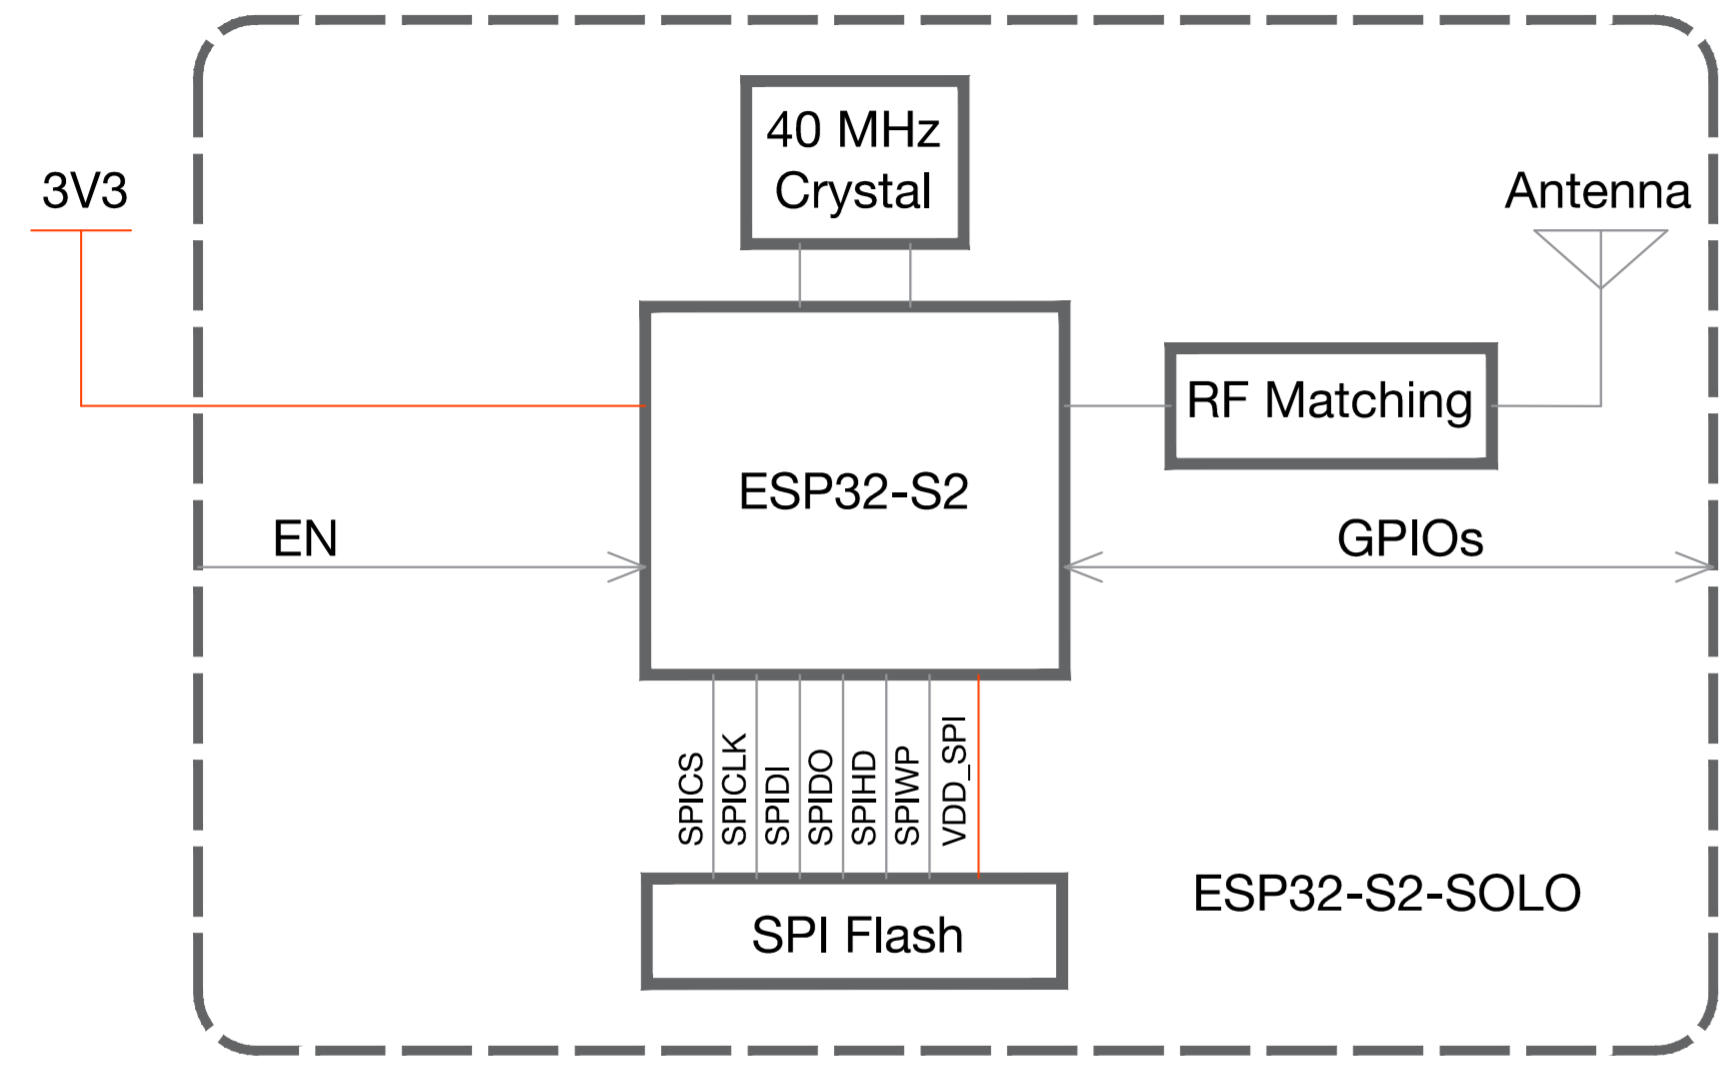 40 MHz
Crystal
3V3
Antenna
RF Matching
ESP32-S2
EN
GPIOs
SPICS
SPICLK
SPIDI
SPIDO
SPIHD
SPIWP
VDD_SPI
ESP32-S2-SOLO
SPI Flash